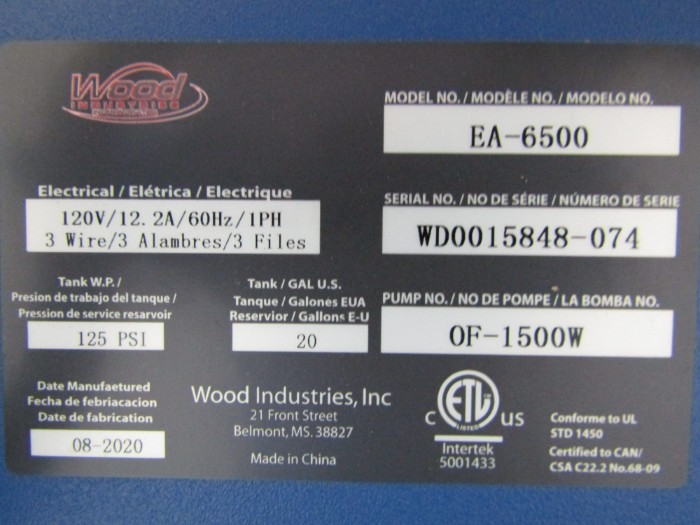 Wood
INDUSTRIES
MODEL NO. / MODÈLE NO. / MODELO NO.
EA-6500
Electrical / Elétrica / Electrique
120V/12.2A/60Hz/1PH
3 Wire/3 Alambres/3 Files
SERIAL NO. / NO DE SÉRIE / NÚMERO DE SERIE
WD0015848-074
Tank W.P. /
Presion de trabajo del tanque /
Pression de service resarvoir
125 PSI
Tank / GAL U.S.
Tanque / Galones EUA
Reservior / Gallons E-U
20
PUMP NO. / NO DE POMPE / LA BOMBA NO.
OF-1500W
Date Manufaetured
Fecha de febriacacion
Date de fabrication
08-2020
Wood Industries, Inc
21 Front Street
Belmont, MS. 38827
Made in China
C ETL US
LISTED
Intertek
5001433
Conforme to UL
STD 1450
Certified to CAN/
CSA C22.2 No.68-09